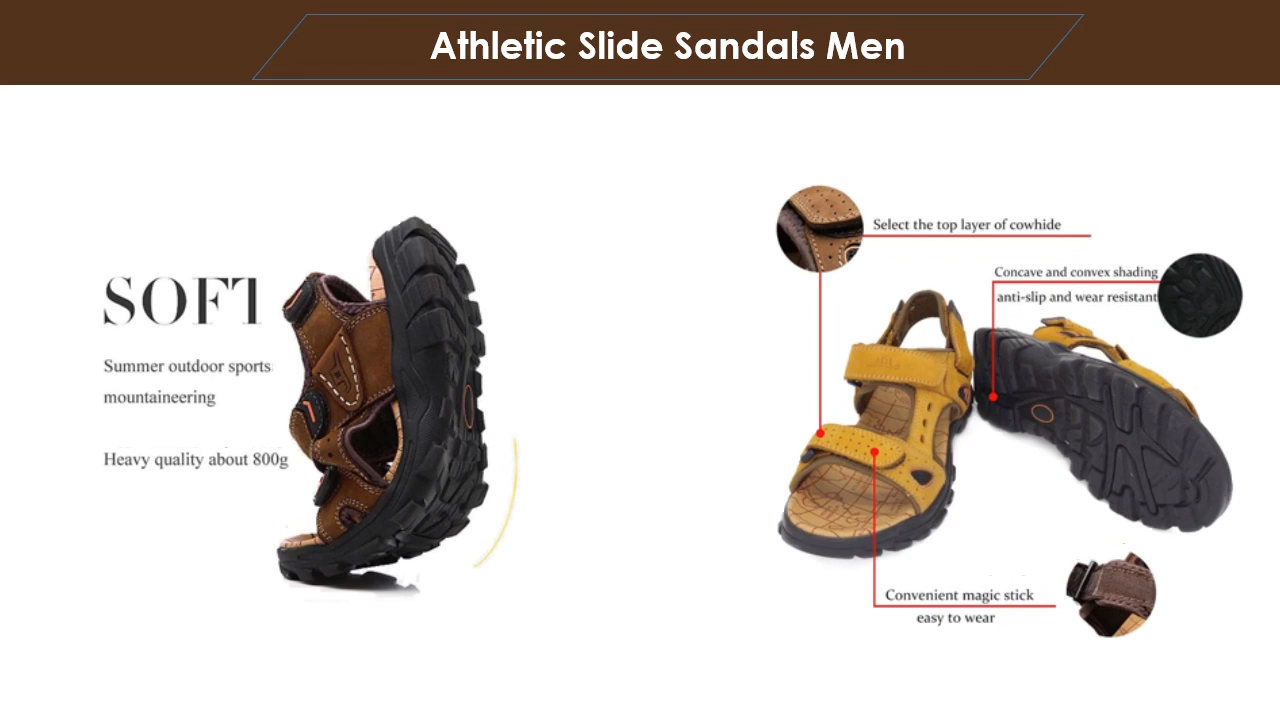 Athletic Slide Sandals Men
SOFT
Summer outdoor sports
mountaineering
Heavy quality about 800g
Select the top layer of cowhide
Concave and convex shading
anti-slip and wear resistant
Convenient magic stick
easy to wear